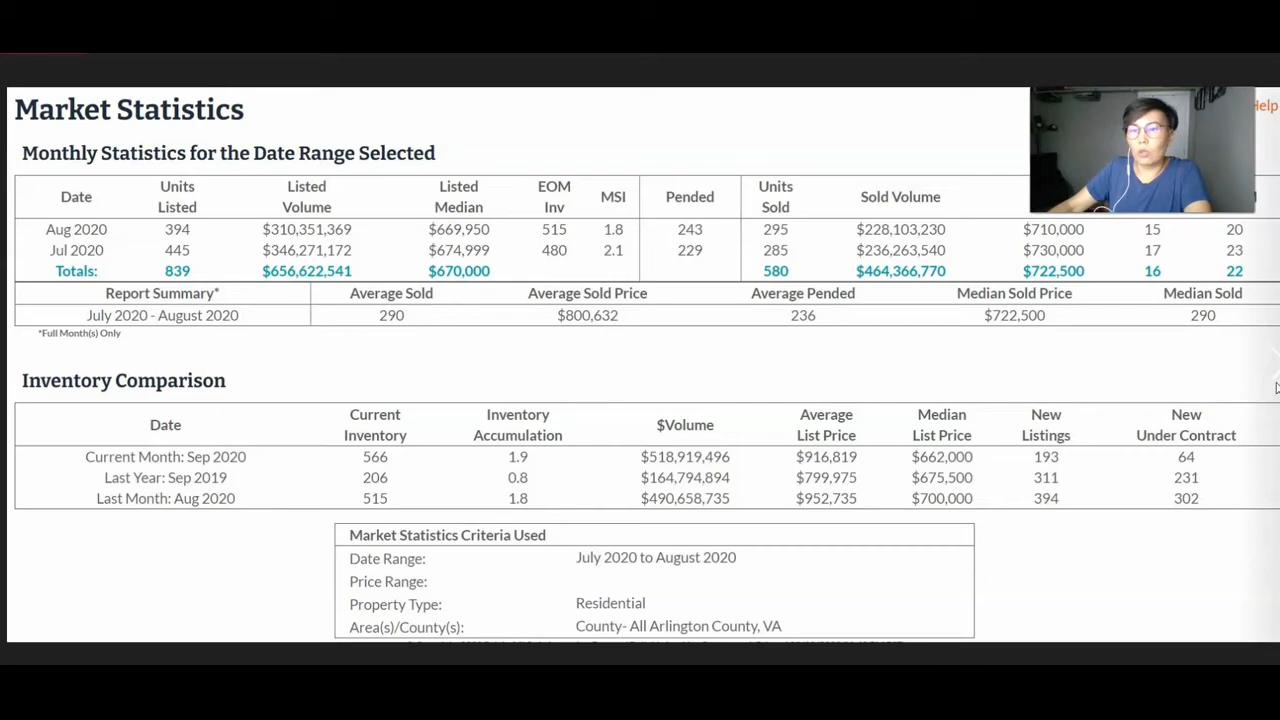 Market Statistics
Help
Monthly Statistics for the Date Range Selected
Date Units Listed Listed Volume Listed Median EOM Inv MSI Pended Units Sold Sold Volume
Aug 2020 394 $310,351,369 $669,950 515 1.8 243 295 $228,103,230 $710,000 15 20
Jul 2020 445 $346,271,172 $674,999 480 2.1 229 285 $236,263,540 $730,000 17 23
Totals: 839 $656,622,541 $670,000 580 $464,366,770 $722,500 16 22
Report Summary* Average Sold Average Sold Price Average Pended Median Sold Price Median Sold
July 2020 - August 2020 290 $800,632 236 $722,500 290
*Full Month(s) Only
Inventory Comparison
Date Current Inventory Inventory Accumulation $Volume Average List Price Median List Price New Listings New Under Contract
Current Month: Sep 2020 566 1.9 $518,919,496 $916,819 $662,000 193 64
Last Year: Sep 2019 206 0.8 $164,794,894 $799,975 $675,500 311 231
Last Month: Aug 2020 515 1.8 $490,658,735 $952,735 $700,000 394 302
Market Statistics Criteria Used
Date Range: July 2020 to August 2020
Price Range:
Property Type: Residential
Area(s)/County(s): County- All Arlington County, VA